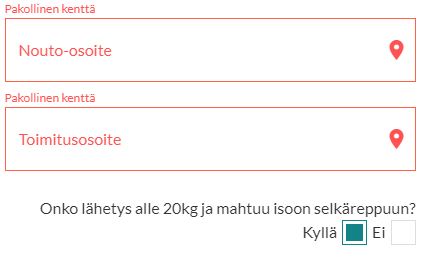 Pakollinen kenttä
Nouto-osoite
Pakollinen kenttä
Toimitusosoite
Onko lähetys alle 20kg ja mahtuu isoon selkäreppuun?
Kyllä Ei